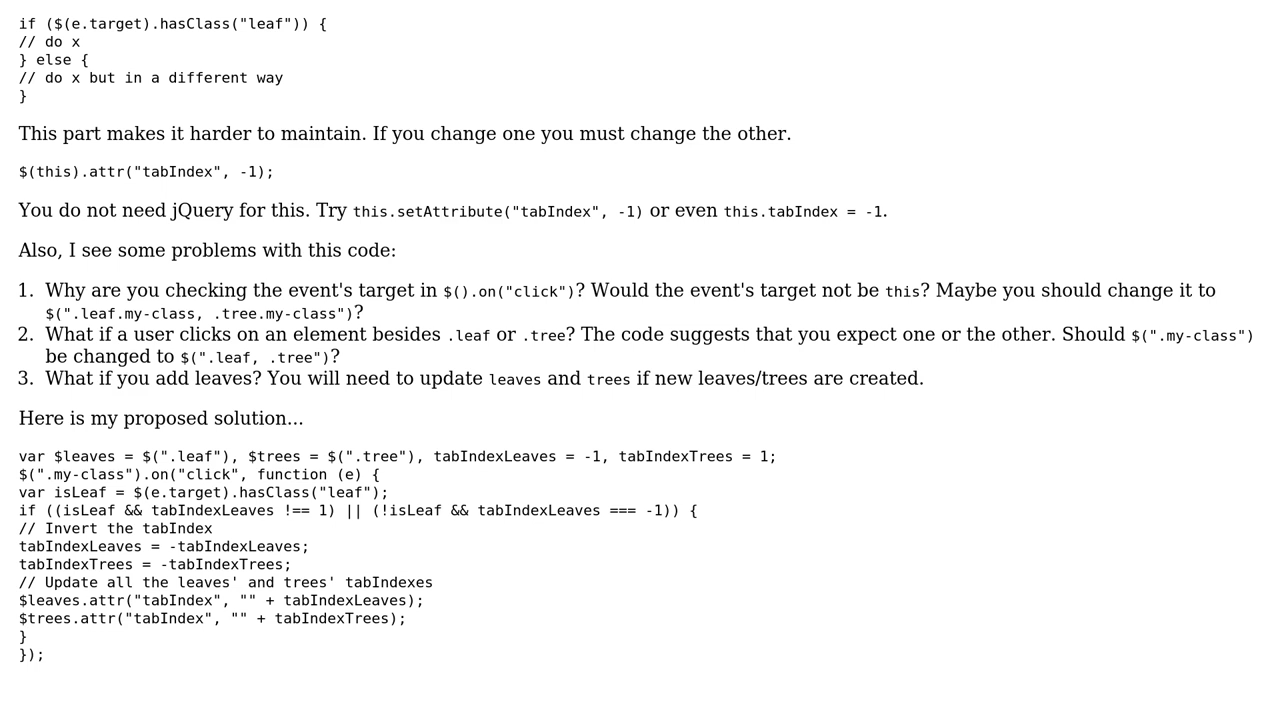 if ($(e.target).hasClass("leaf")) {
// do x
} else {
// do x but in a different way
}
This part makes it harder to maintain. If you change one you must change the other.
$(this).attr("tabIndex", -1);
You do not need jQuery for this. Try this.setAttribute("tabIndex", -1) or even this.tabIndex = -1.
Also, I see some problems with this code:
1. Why are you checking the event's target in $().on("click")? Would the event's target not be this? Maybe you should change it to
$(".leaf.my-class, .tree.my-class")?
2. What if a user clicks on an element besides .leaf or .tree? The code suggests that you expect one or the other. Should $(".my-class")
be changed to $(".leaf, .tree")?
3. What if you add leaves? You will need to update leaves and trees if new leaves/trees are created.
Here is my proposed solution...
var $leaves = $(".leaf"), $trees = $(".tree"), tabIndexLeaves = -1, tabIndexTrees = 1;
$(".my-class").on("click", function (e) {
var isLeaf = $(e.target).hasClass("leaf");
if ((isLeaf && tabIndexLeaves !== 1) || (!isLeaf && tabIndexLeaves === -1)) {
// Invert the tabIndex
tabIndexLeaves = -tabIndexLeaves;
tabIndexTrees = -tabIndexTrees;
// Update all the leaves' and trees' tabIndexes
$leaves.attr("tabIndex", "" + tabIndexLeaves);
$trees.attr("tabIndex", "" + tabIndexTrees);
}
});